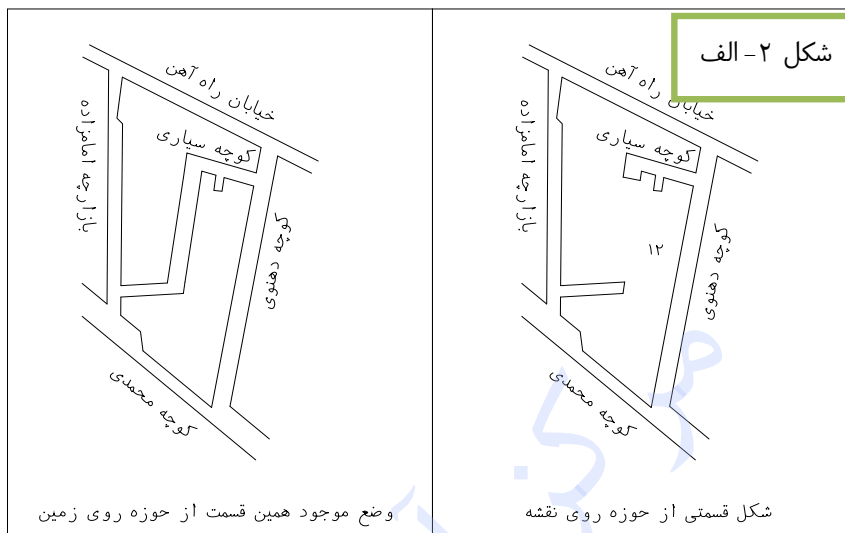 شکل ۲-الف
خیابان راه آهن
کوچه سیاری
بازارچه امامزاده
کوچه دهنوی
۱۲
کوچه محمدی
شکل قسمتی از حوزه روی نقشه
خیابان راه آهن
کوچه سیاری
بازارچه امامزاده
کوچه دهنوی
کوچه محمدی
وضع موجود همین قسمت از حوزه روی زمین